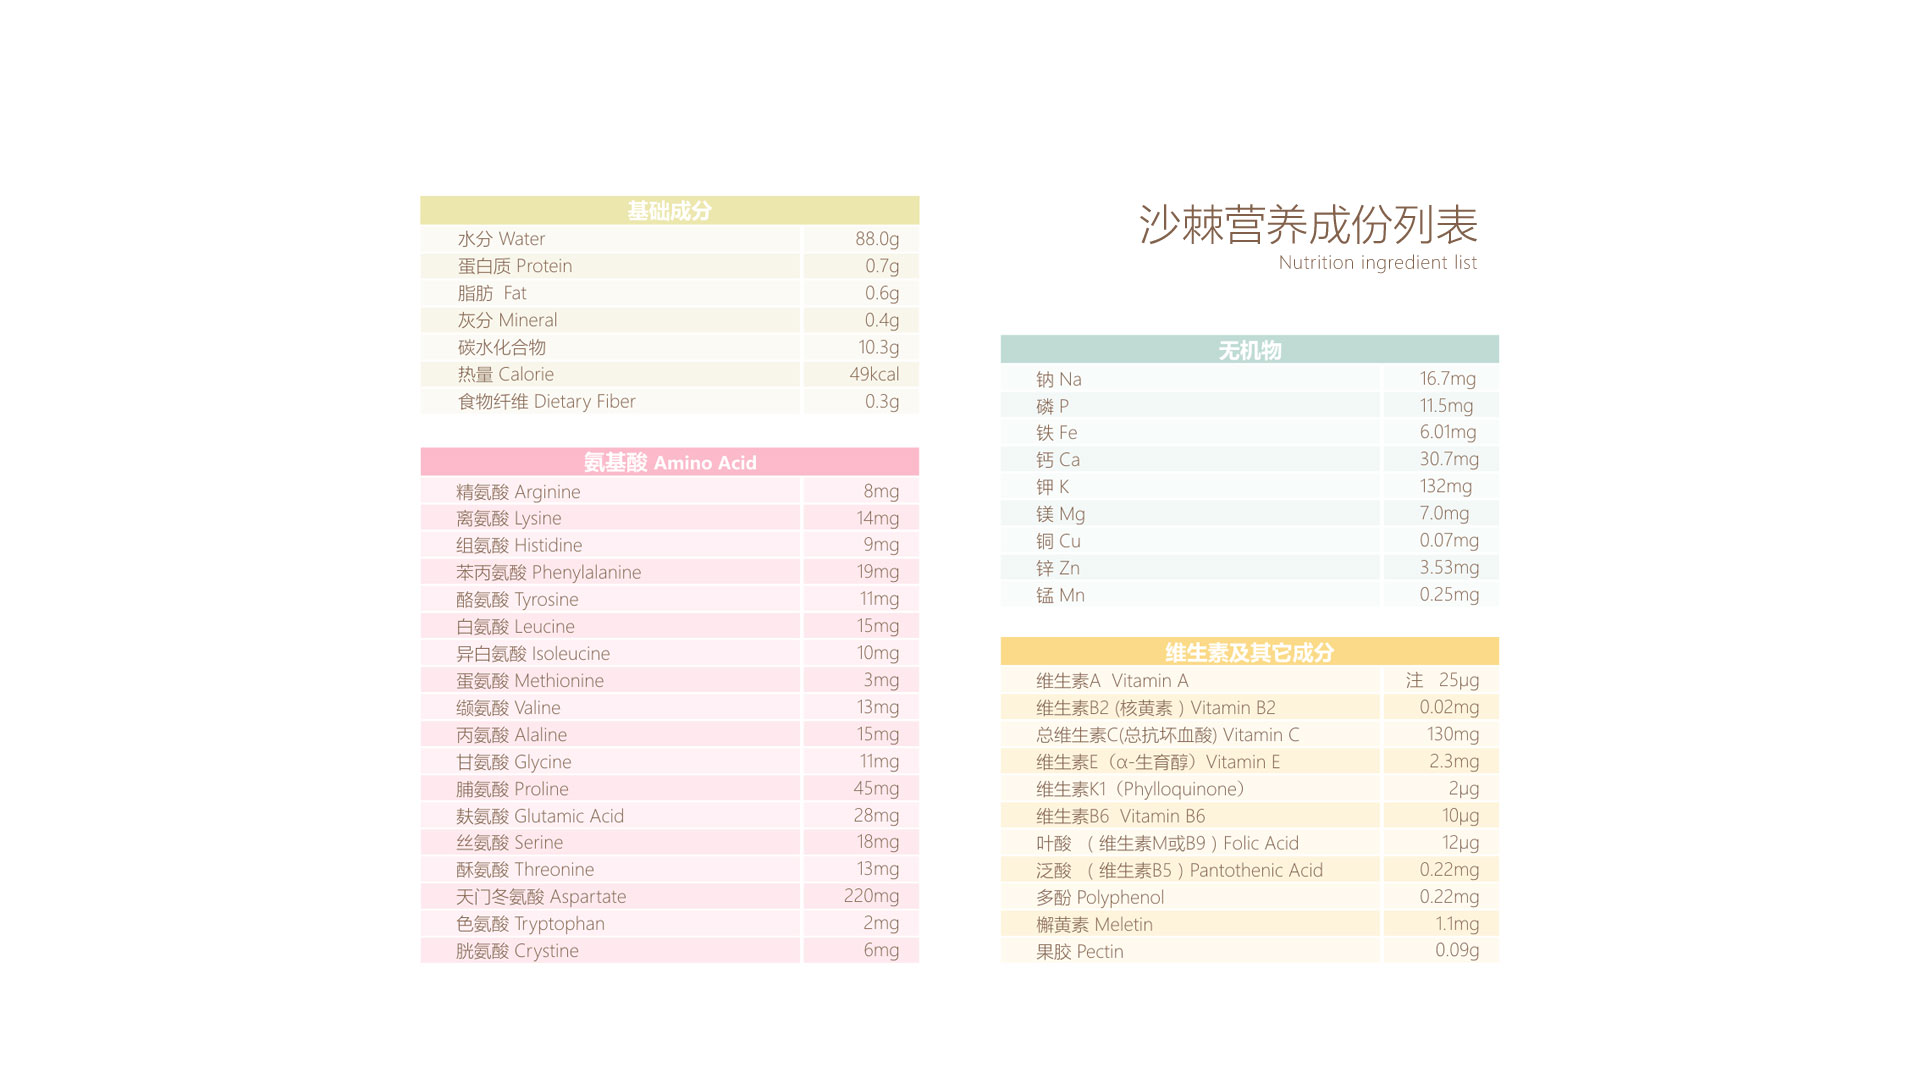 沙棘营养成份列表
Nutrition ingredient list
基础成分
水分 Water 88.0g
蛋白质 Protein 0.7g
脂肪 Fat 0.6g
灰分 Mineral 0.4g
碳水化合物 10.3g
热量 Calorie 49kcal
食物纤维 Dietary Fiber 0.3g
氨基酸 Amino Acid
精氨酸 Arginine 8mg
离氨酸 Lysine 14mg
组氨酸 Histidine 9mg
苯丙氨酸 Phenylalanine 19mg
酪氨酸 Tyrosine 11mg
白氨酸 Leucine 15mg
异白氨酸 Isoleucine 10mg
蛋氨酸 Methionine 3mg
缬氨酸 Valine 13mg
丙氨酸 Alaline 15mg
甘氨酸 Glycine 11mg
脯氨酸 Proline 45mg
麸氨酸 Glutamic Acid 28mg
丝氨酸 Serine 18mg
酥氨酸 Threonine 13mg
天门冬氨酸 Aspartate 220mg
色氨酸 Tryptophan 2mg
胱氨酸 Crystine 6mg
无机物
钠 Na 16.7mg
磷 P 11.5mg
铁 Fe 6.01mg
钙 Ca 30.7mg
钾 K 132mg
镁 Mg 7.0mg
铜 Cu 0.07mg
锌 Zn 3.53mg
锰 Mn 0.25mg
维生素及其它成分
维生素A Vitamin A 注 25μg
维生素B2 (核黄素 ) Vitamin B2 0.02mg
总维生素C(总抗坏血酸) Vitamin C 130mg
维生素E（α-生育醇）Vitamin E 2.3mg
维生素K1（Phylloquinone） 2μg
维生素B6 Vitamin B6 10μg
叶酸 ( 维生素M或B9 ) Folic Acid 12μg
泛酸 ( 维生素B5 ) Pantothenic Acid 0.22mg
多酚 Polyphenol 0.22mg
檞黄素 Meletin 1.1mg
果胶 Pectin 0.09g